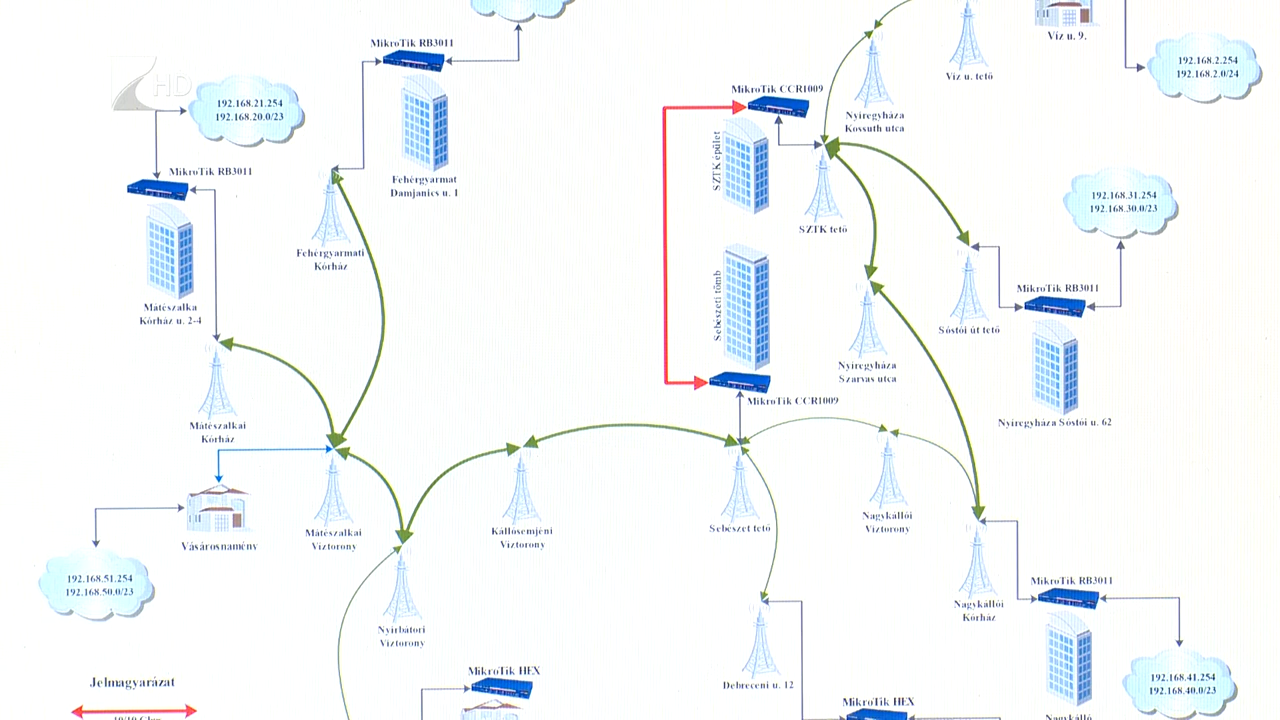 HD
MikroTik RB3011
192.168.21.254
192.168.20.0/23
MikroTik RB3011
Fehérgyarmat
Damjanics u. 1
Mátészalka
Kórház u. 2-4
Fehérgyarmati
Kórház
Mátészalkai
Kórház
Vásárosnamény
192.168.51.254
192.168.50.0/23
Mátészalkai
Víztorony
Kállósemjéni
Víztorony
Nyírbátori
Víztorony
Jelmagyarázat
MikroTik HEX
MikroTik CCR1009
SZTK épület
Nyíregyháza
Kossuth utca
Víz u. tető
Víz u. 9.
192.168.2.254
192.168.2.0/24
SZTK tető
Sebészeti tömb
MikroTik CCR1009
Nyíregyháza
Szarvas utca
Sóstói út tető
192.168.31.254
192.168.30.0/23
MikroTik RB3011
Nyíregyháza Sóstói u. 62
Sebészet tető
Nagykállói
Víztorony
Nagykállói
Kórház
MikroTik RB3011
192.168.41.254
192.168.40.0/23
Debreceni u. 12
MikroTik HEX
Nagykálló